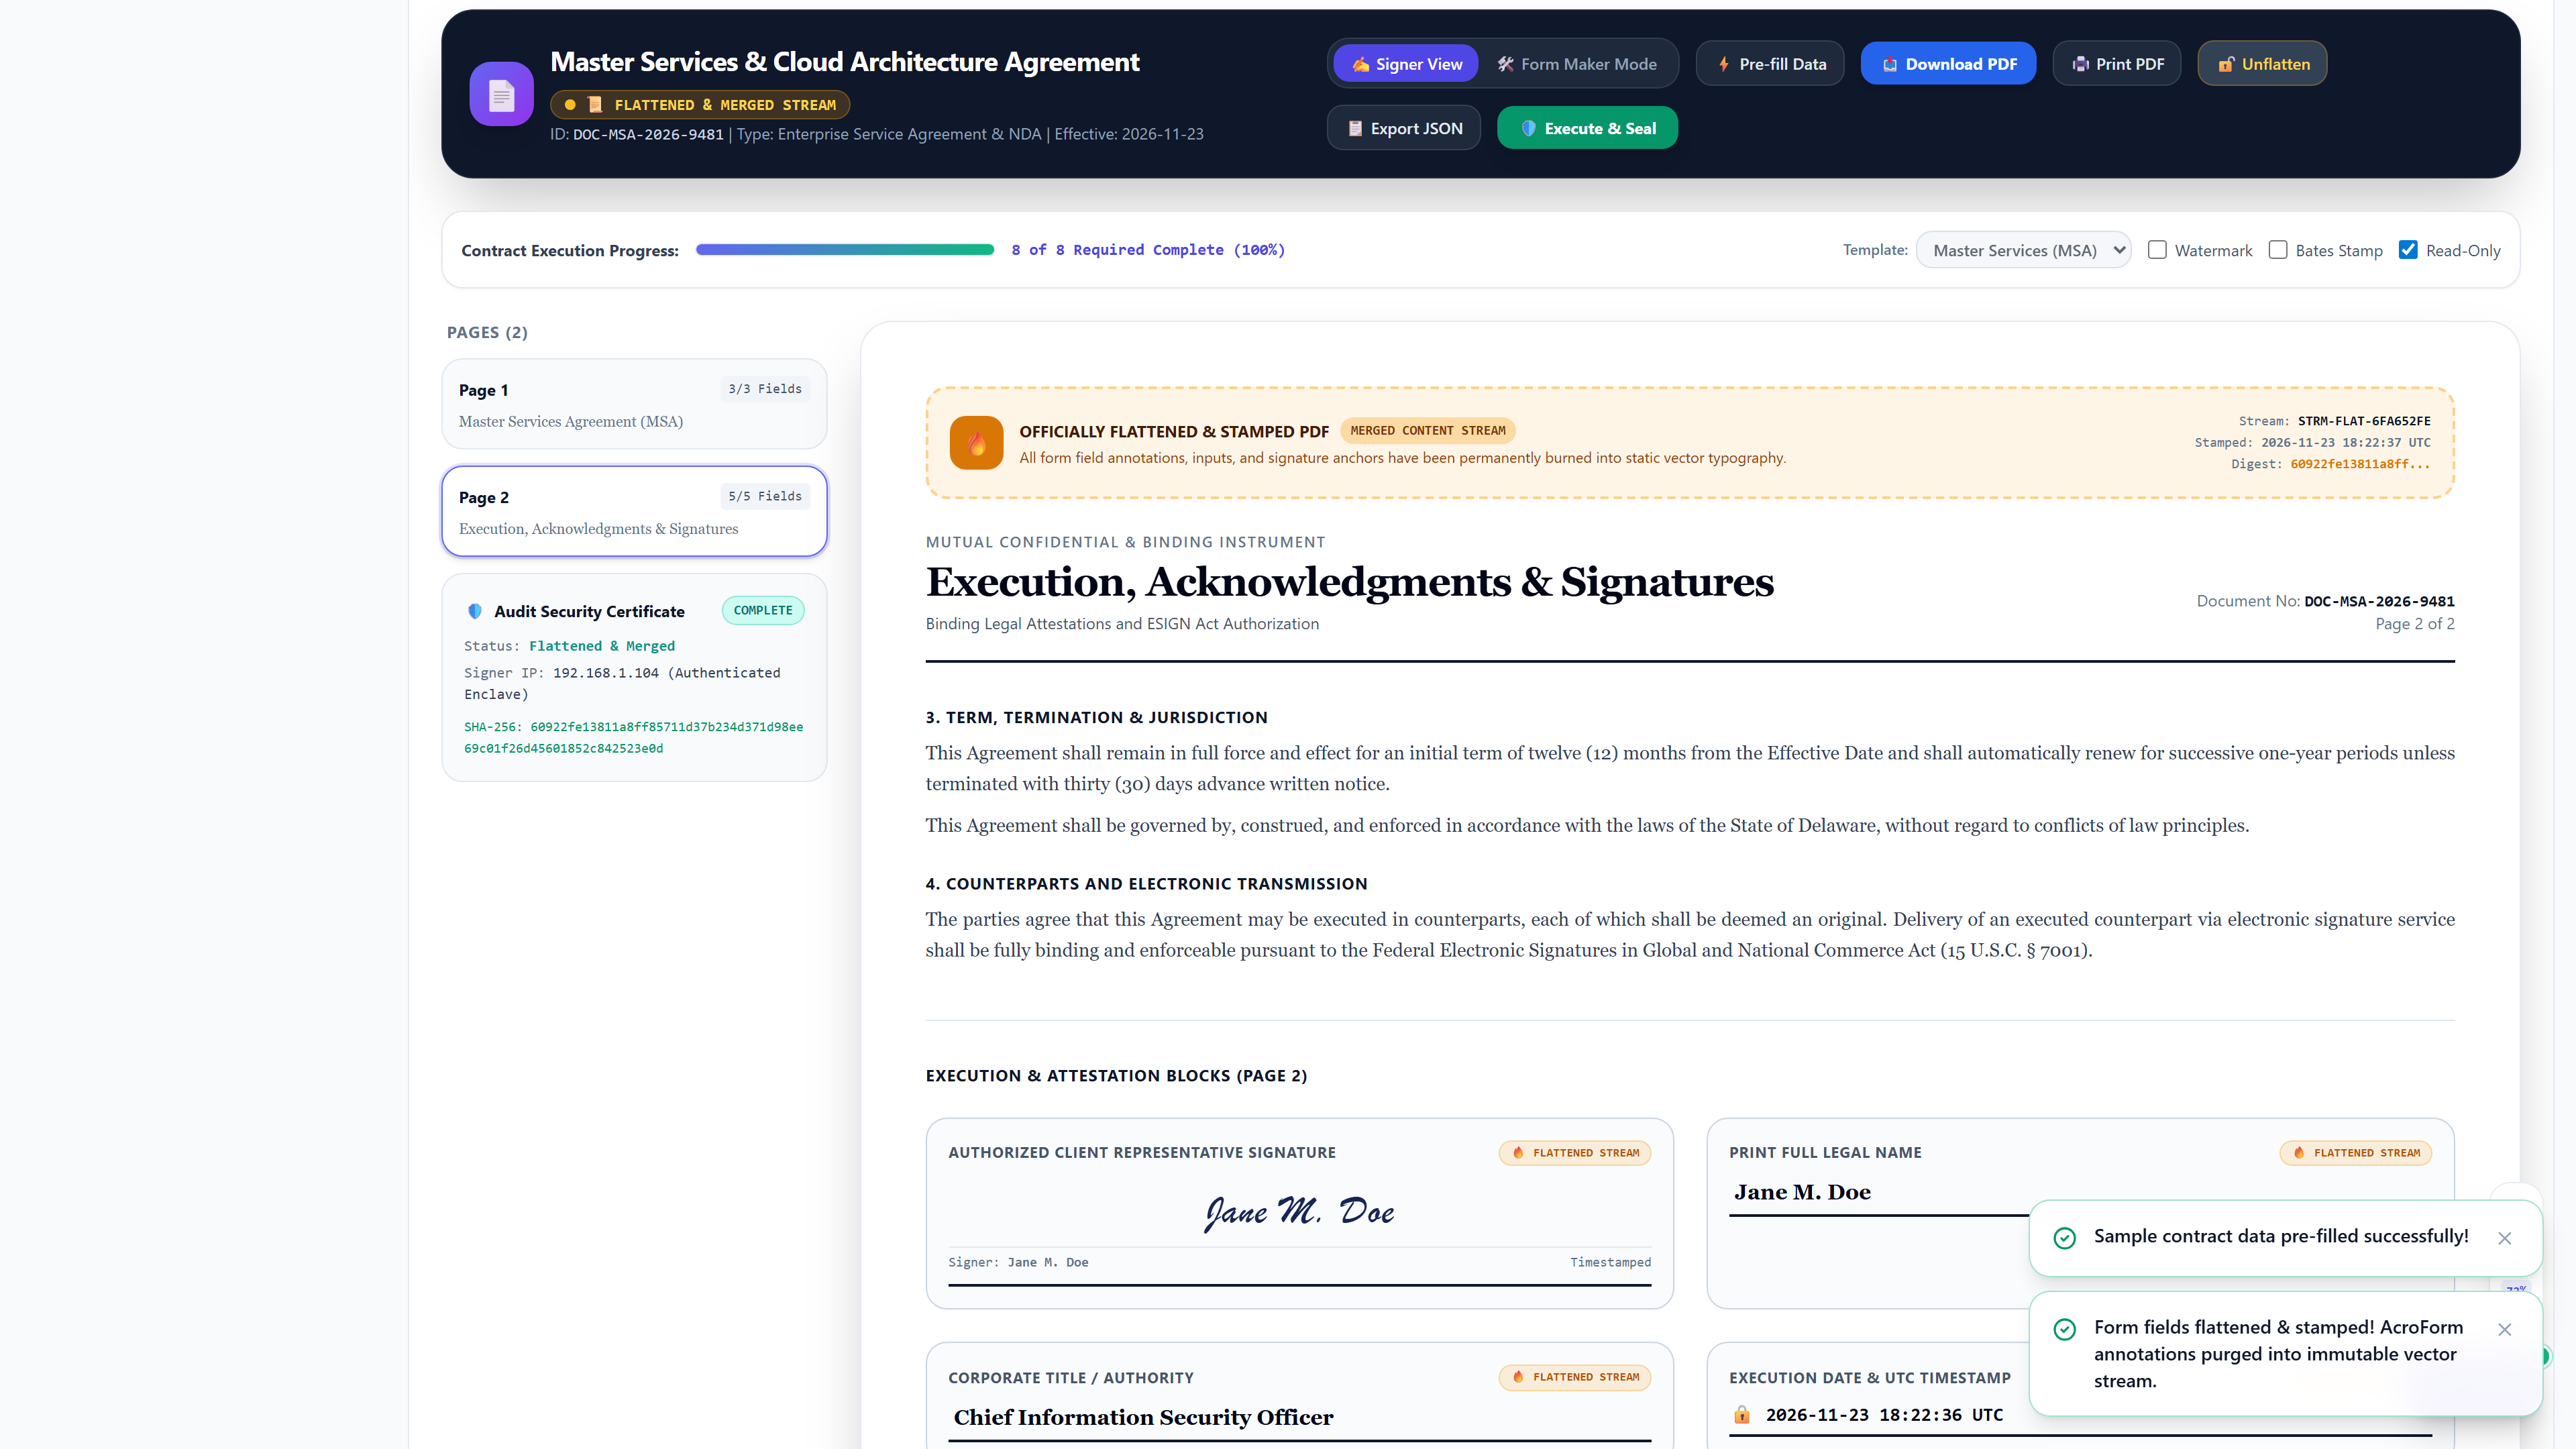 Master Services & Cloud Architecture Agreement
📜 FLATTENED & MERGED STREAM
ID: DOC-MSA-2026-9481 | Type: Enterprise Service Agreement & NDA | Effective: 2026-11-23
✍️ Signer View
🛠️ Form Maker Mode
⚡ Pre-fill Data
📥 Download PDF
🖨️ Print PDF
🔓 Unflatten
📋 Export JSON
🛡️ Execute & Seal
Contract Execution Progress:
8 of 8 Required Complete (100%)
Template:
Master Services (MSA)
Watermark
Bates Stamp
Read-Only
PAGES (2)
Page 1
3/3 Fields
Master Services Agreement (MSA)
Page 2
5/5 Fields
Execution, Acknowledgments & Signatures
🛡️ Audit Security Certificate
COMPLETE
Status: Flattened & Merged
Signer IP: 192.168.1.104 (Authenticated
Enclave)
SHA-256: 60922fe13811a8ff85711d37b234d371d98ee
69c01f26d45601852c842523e0d
OFFICIALLY FLATTENED & STAMPED PDF
MERGED CONTENT STREAM
All form field annotations, inputs, and signature anchors have been permanently burned into static vector typography.
Stream: STRM-FLAT-6FA652FE
Stamped: 2026-11-23 18:22:37 UTC
Digest: 60922fe13811a8ff...
MUTUAL CONFIDENTIAL & BINDING INSTRUMENT
Execution, Acknowledgments & Signatures
Binding Legal Attestations and ESIGN Act Authorization
Document No: DOC-MSA-2026-9481
Page 2 of 2
3. TERM, TERMINATION & JURISDICTION
This Agreement shall remain in full force and effect for an initial term of twelve (12) months from the Effective Date and shall automatically renew for successive one-year periods unless
terminated with thirty (30) days advance written notice.
This Agreement shall be governed by, construed, and enforced in accordance with the laws of the State of Delaware, without regard to conflicts of law principles.
4. COUNTERPARTS AND ELECTRONIC TRANSMISSION
The parties agree that this Agreement may be executed in counterparts, each of which shall be deemed an original. Delivery of an executed counterpart via electronic signature service
shall be fully binding and enforceable pursuant to the Federal Electronic Signatures in Global and National Commerce Act (15 U.S.C. § 7001).
EXECUTION & ATTESTATION BLOCKS (PAGE 2)
AUTHORIZED CLIENT REPRESENTATIVE SIGNATURE
🔥 FLATTENED STREAM
Jane M. Doe
Signer: Jane M. Doe
Timestamped
PRINT FULL LEGAL NAME
🔥 FLATTENED STREAM
Jane M. Doe
CORPORATE TITLE / AUTHORITY
🔥 FLATTENED STREAM
Chief Information Security Officer
EXECUTION DATE & UTC TIMESTAMP
🔒 2026-11-23 18:22:36 UTC
Sample contract data pre-filled successfully!
Form fields flattened & stamped! AcroForm
annotations purged into immutable vector
stream.